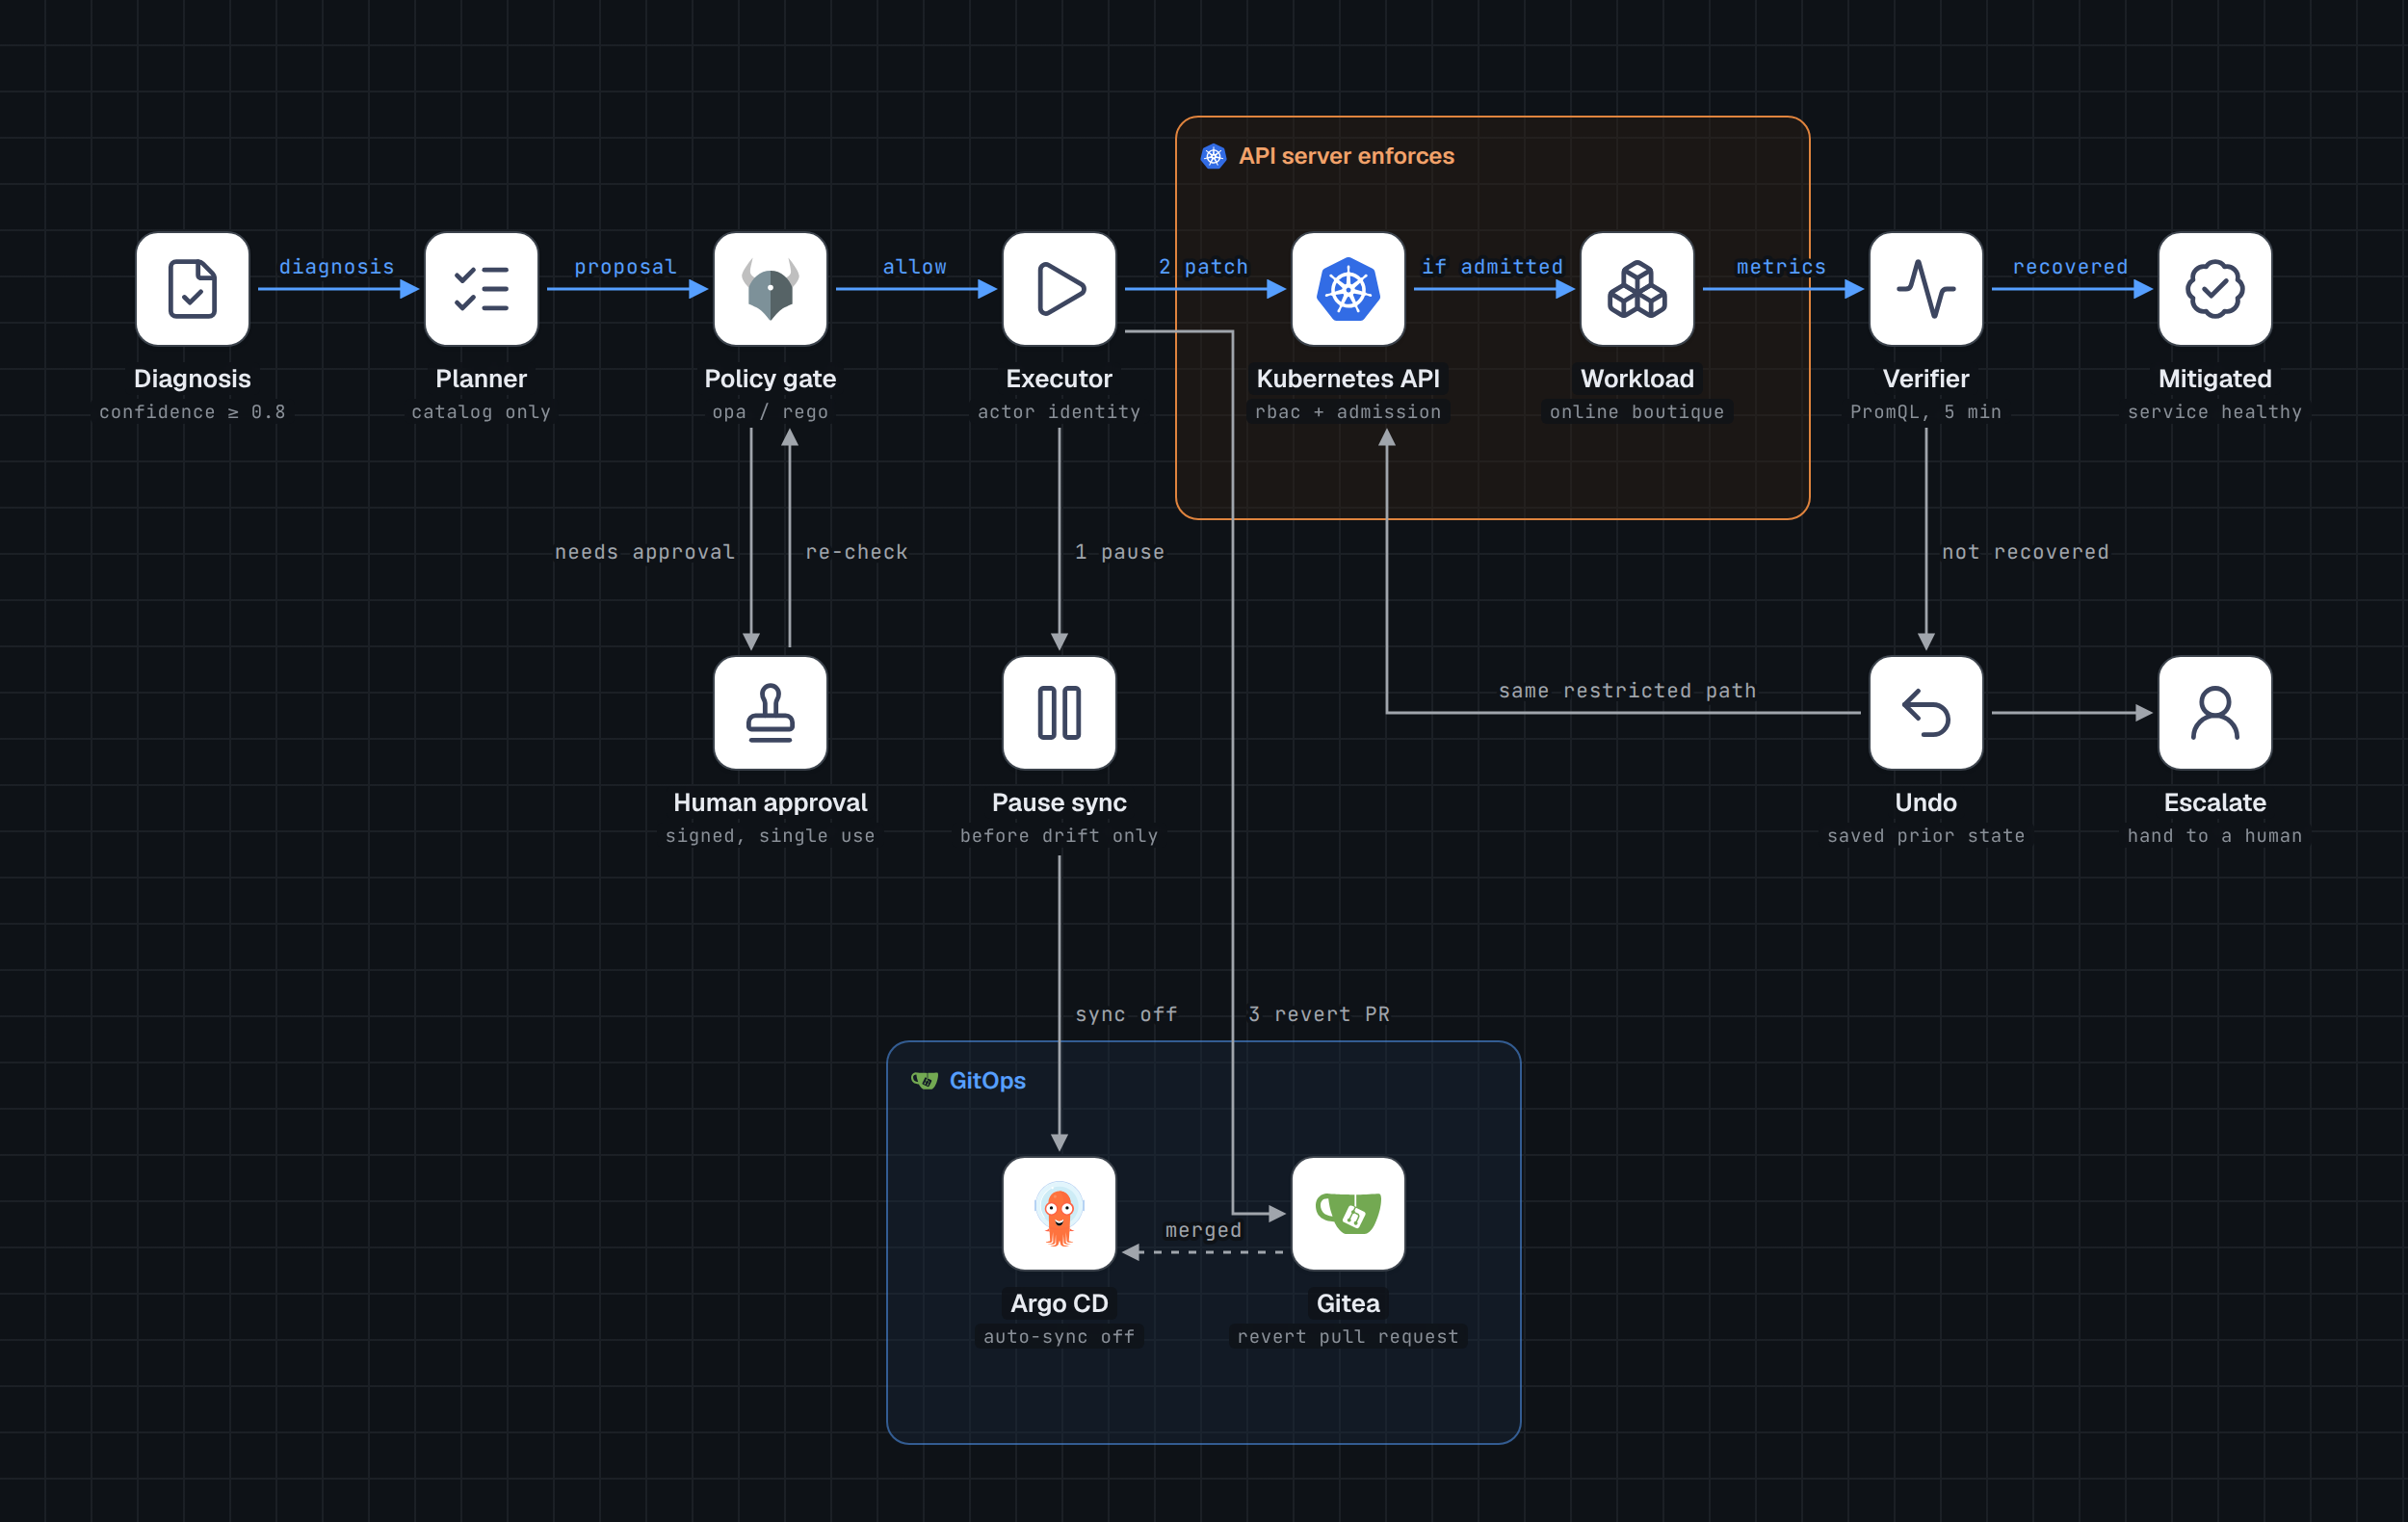 API server enforces
diagnosis
proposal
allow
2 patch
if admitted
metrics
recovered
Diagnosis
confidence ≥ 0.8
Planner
catalog only
Policy gate
opa / rego
Executor
actor identity
Kubernetes API
rbac + admission
Workload
online boutique
Verifier
PromQL, 5 min
Mitigated
service healthy
needs approval
re-check
1 pause
not recovered
same restricted path
Human approval
signed, single use
Pause sync
before drift only
Undo
saved prior state
Escalate
hand to a human
sync off
3 revert PR
GitOps
merged
Argo CD
auto-sync off
Gitea
revert pull request